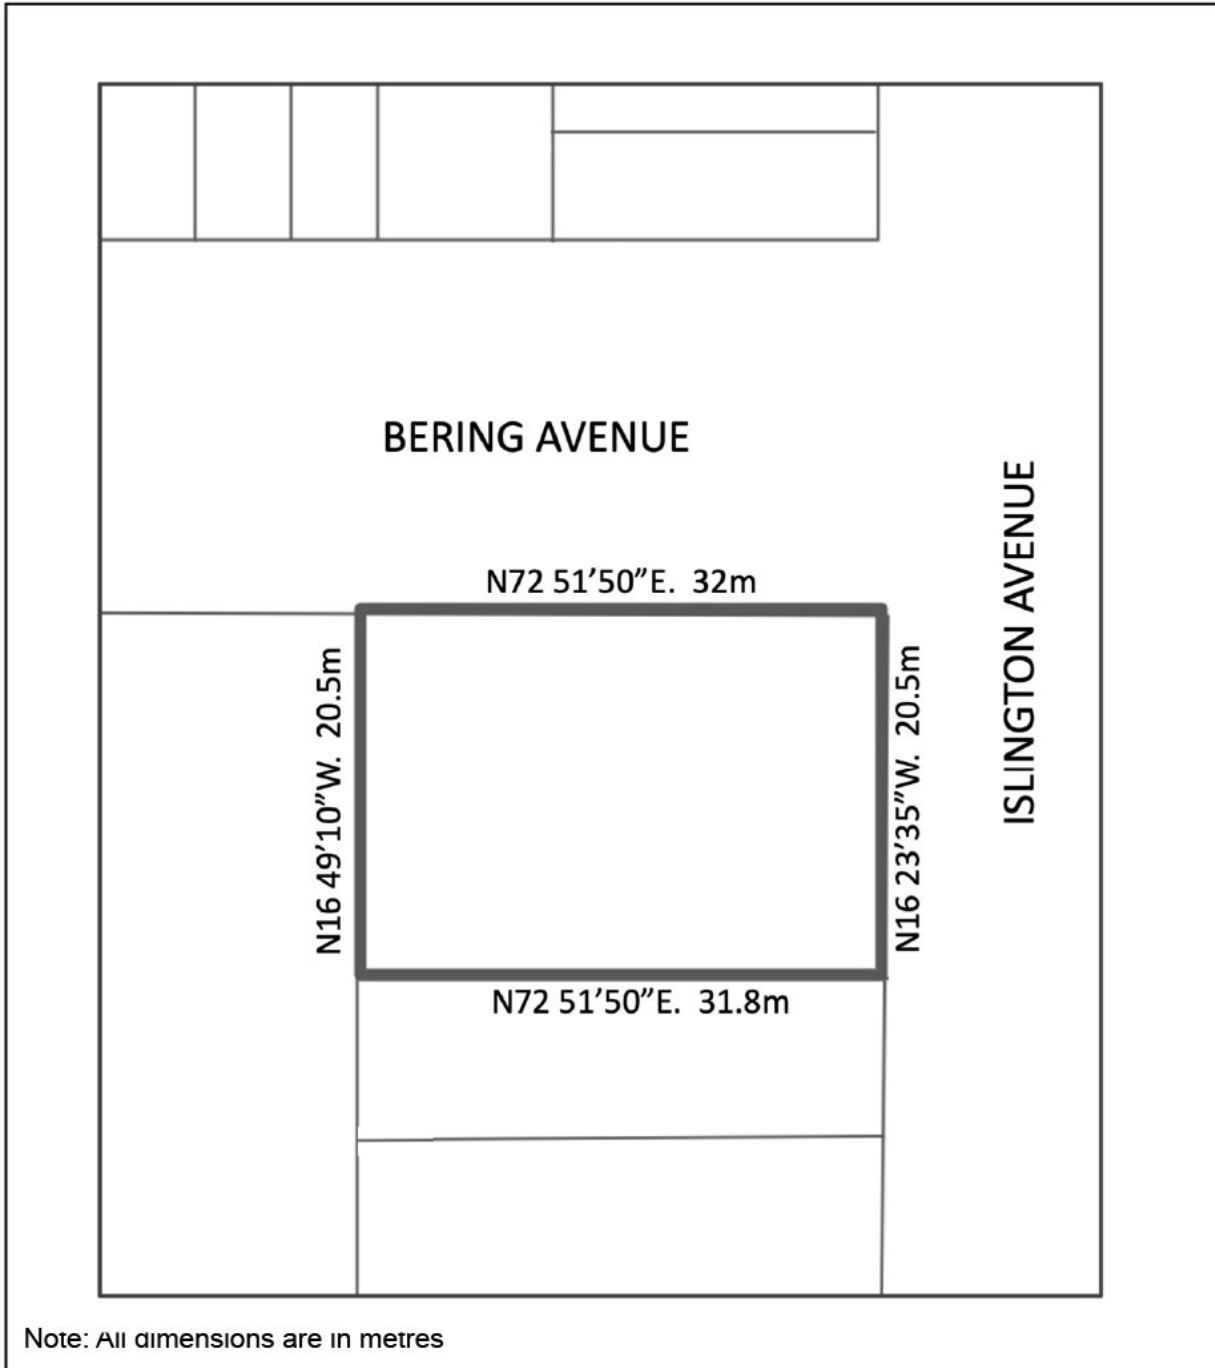 BERING AVENUE
ISLINGTON AVENUE
N72 51’50”E. 32m
N16 49’10”W. 20.5m
N16 23’35”W. 20.5m
N72 51’50”E. 31.8m
Note: All dimensions are in metres